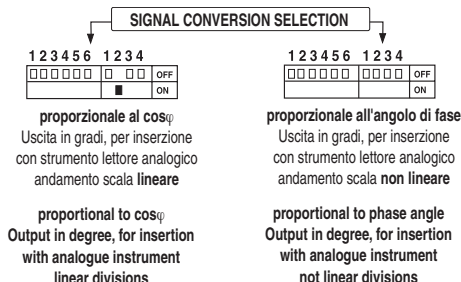 SIGNAL CONVERSION SELECTION
1 2 3 4 5 6 1 2 3 4
OFF
ON
proporzionale al cosφ
Uscita in gradi, per inserzione
con strumento lettore analogico
andamento scala lineare
proportional to cosφ
Output in degree, for insertion
with analogue instrument
linear divisions
1 2 3 4 5 6 1 2 3 4
OFF
ON
proporzionale all'angolo di fase
Uscita in gradi, per inserzione
con strumento lettore analogico
andamento scala non lineare
proportional to phase angle
Output in degree, for insertion
with analogue instrument
not linear divisions